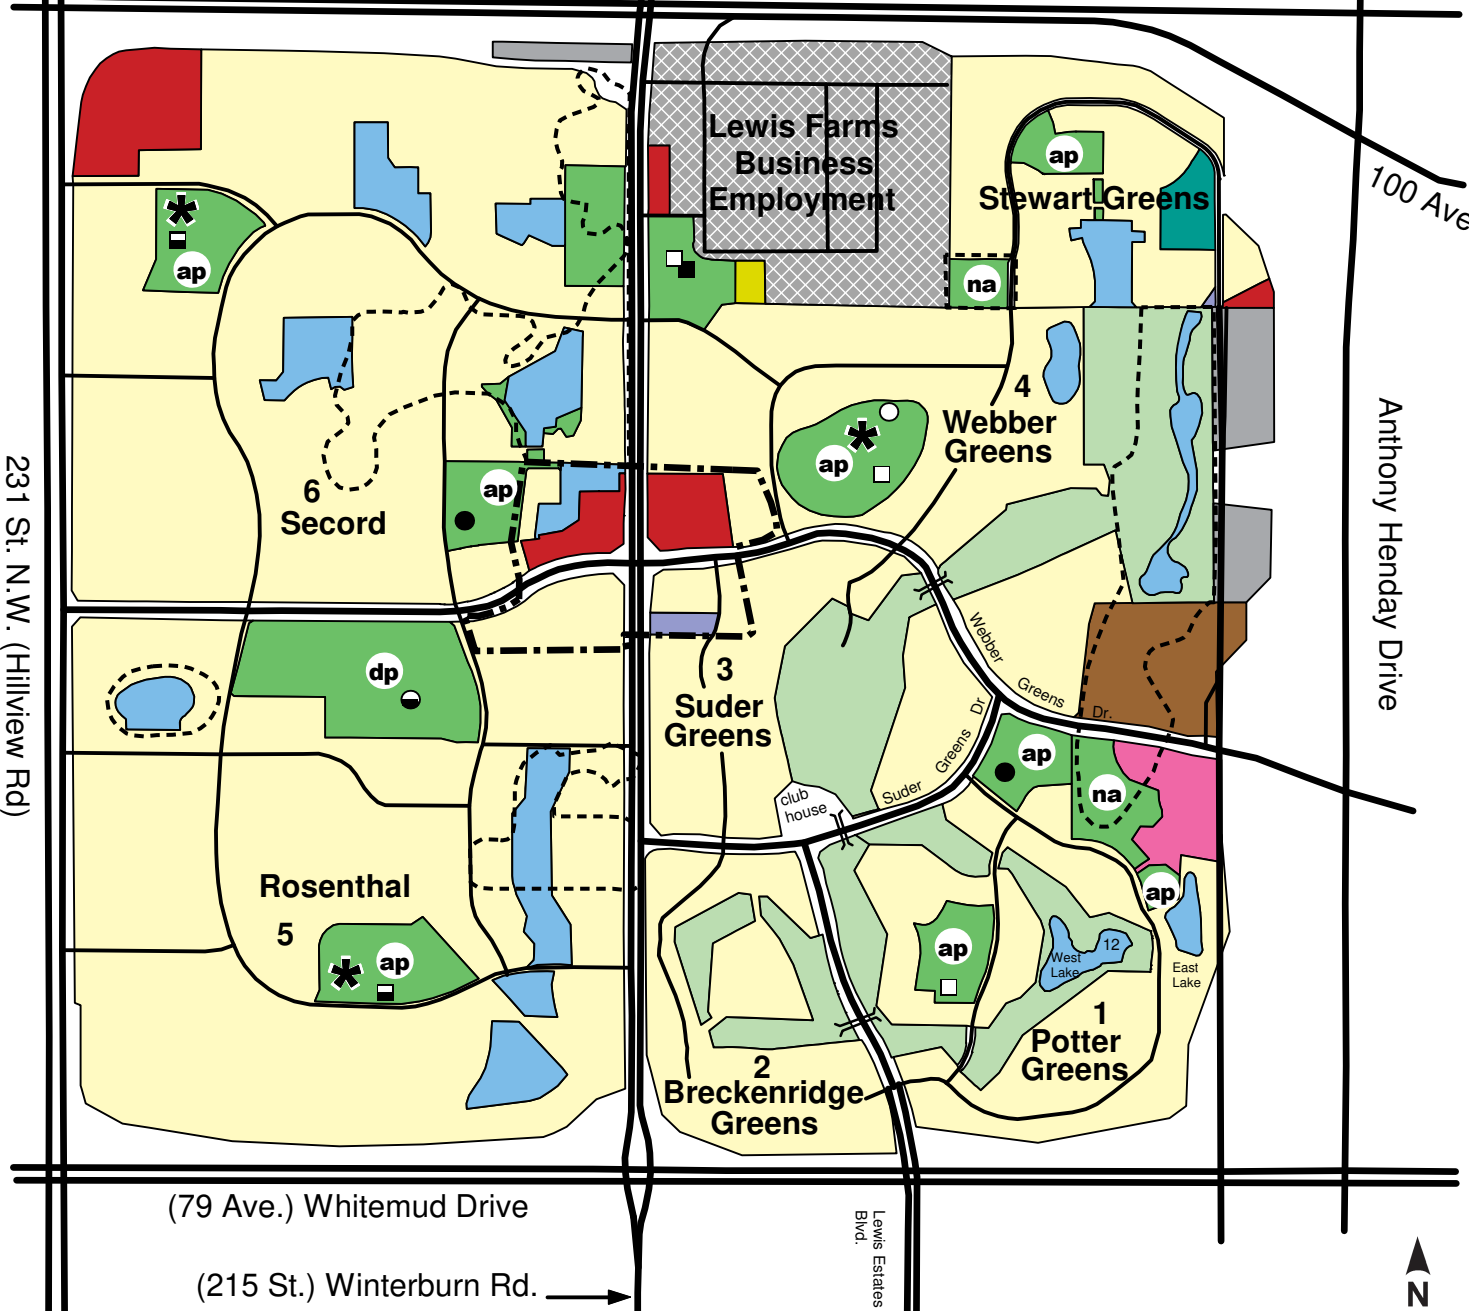 Lewis Farms
Business
Employment
ap
Stewart Greens
100 Ave
ap
na
4
Webber
Greens
ap
ap
6
Secord
231 St. N.W. (Hillview Rd)
Anthony Henday Drive
dp
3
Suder
Greens
Webber
Greens
Dr.
Suder
Greens
Dr
club
house
ap
na
ap
Rosenthal
5
ap
ap
West
Lake
12
East
Lake
1
Potter
Greens
2
Breckenridge
Greens
(79 Ave.) Whitemud Drive
Lewis Estates
Blvd.
(215 St.) Winterburn Rd.
N